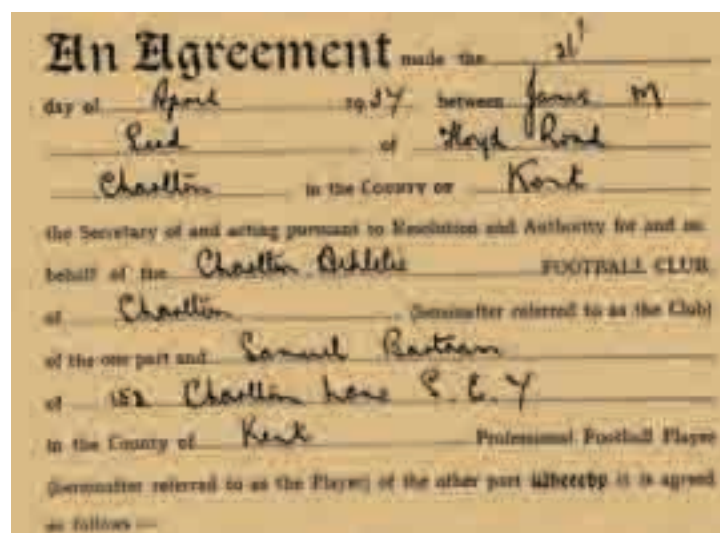 An Agreement made the 21st
day of April 1937 between James M
Seed of Floyd Road
Charlton in the County of Kent
the Secretary of and acting pursuant to Resolution and Authority for and on
behalf of the Charlton Athletic FOOTBALL CLUB
of Charlton (hereinafter referred to as the Club)
of the one part and Samuel Bartram
of 152 Charlton Lane S.E.7
in the County of Kent Professional Football Player
(hereinafter referred to as the Player) of the other part Whereby it is agreed
as follows:—